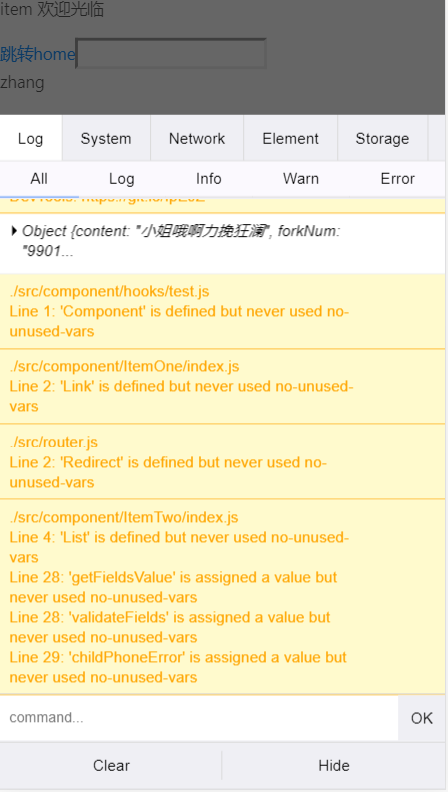 item 欢迎光临
跳转home
zhang
Log System Network Element Storage
All Log Info Warn Error
Object {content: "小姐哦啊力挽狂澜", forkNum:
"9901...
./src/component/hooks/test.js
Line 1: 'Component' is defined but never used no-
unused-vars
./src/component/ItemOne/index.js
Line 2: 'Link' is defined but never used no-unused-
vars
./src/router.js
Line 2: 'Redirect' is defined but never used no-
unused-vars
./src/component/ItemTwo/index.js
Line 4: 'List' is defined but never used no-unused-
vars
Line 28: 'getFieldsValue' is assigned a value but
never used no-unused-vars
Line 28: 'validateFields' is assigned a value but
never used no-unused-vars
Line 29: 'childPhoneError' is assigned a value but
never used no-unused-vars
command... OK
Clear Hide